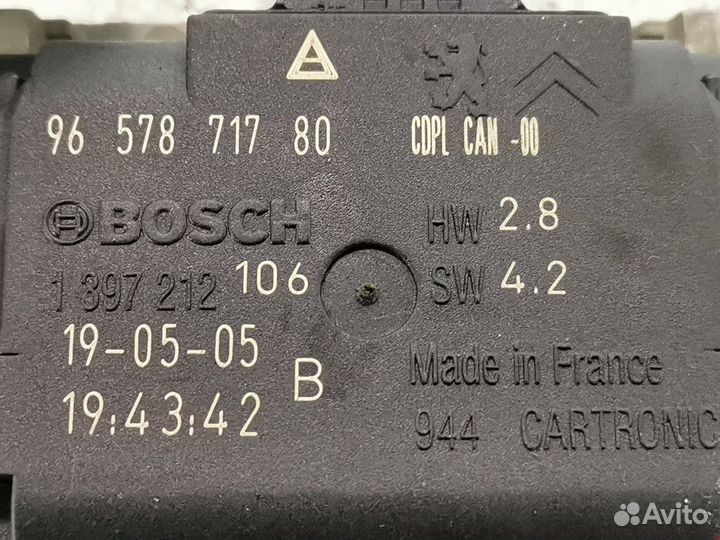 A
96 578 717 80 CDPL CAN -00
BOSCH HW 2.8
1 397 212 106 SW 4.2
19-05-05 B Made in France
19:43:42 944 CARTRONIC
Avito